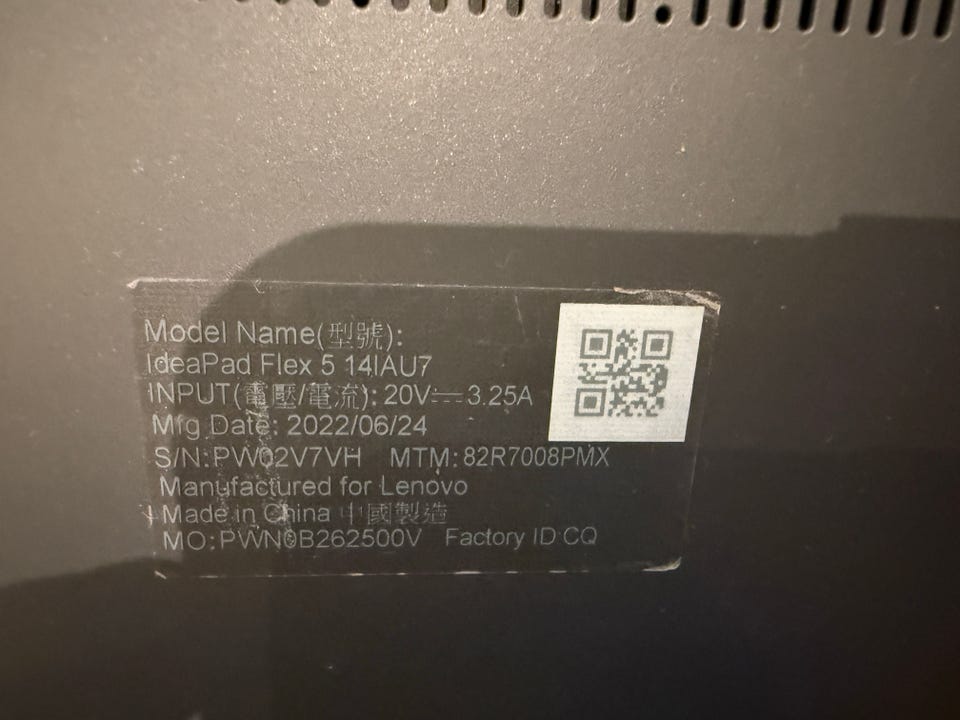 Model Name(型號):
IdeaPad Flex 5 14IAU7
INPUT(電壓/電流): 20V⎓3.25A
Mfg Date: 2022/06/24
S/N:PW02V7VH MTM:82R7008PMX
Manufactured for Lenovo
Made in China 中國製造
MO:PWN0B262500V Factory ID CQ